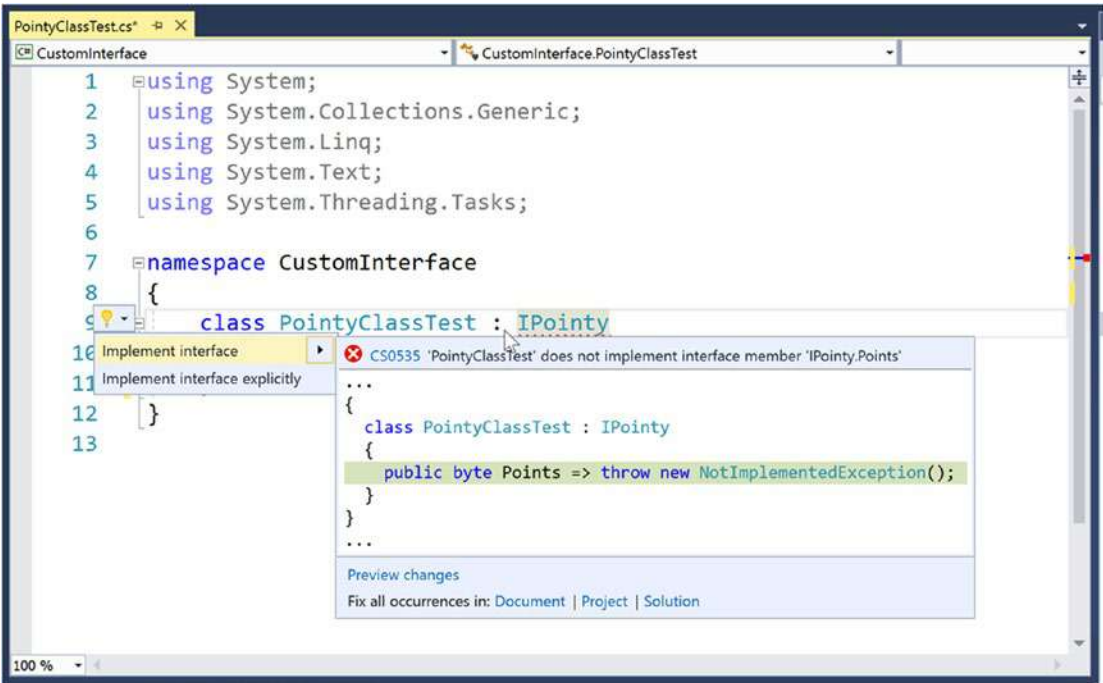 PointyClassTest.cs*
CustomInterface
CustomInterface.PointyClassTest
1 using System;
2 using System.Collections.Generic;
3 using System.Linq;
4 using System.Text;
5 using System.Threading.Tasks;
6
7 namespace CustomInterface
8 {
9 class PointyClassTest : IPointy
10
Implement interface
11
Implement interface explicitly
12 }
13
CS0535 'PointyClassTest' does not implement interface member 'IPointy.Points'
...
{
class PointyClassTest : IPointy
{
public byte Points => throw new NotImplementedException();
}
}
...
Preview changes
Fix all occurrences in: Document | Project | Solution
100 %